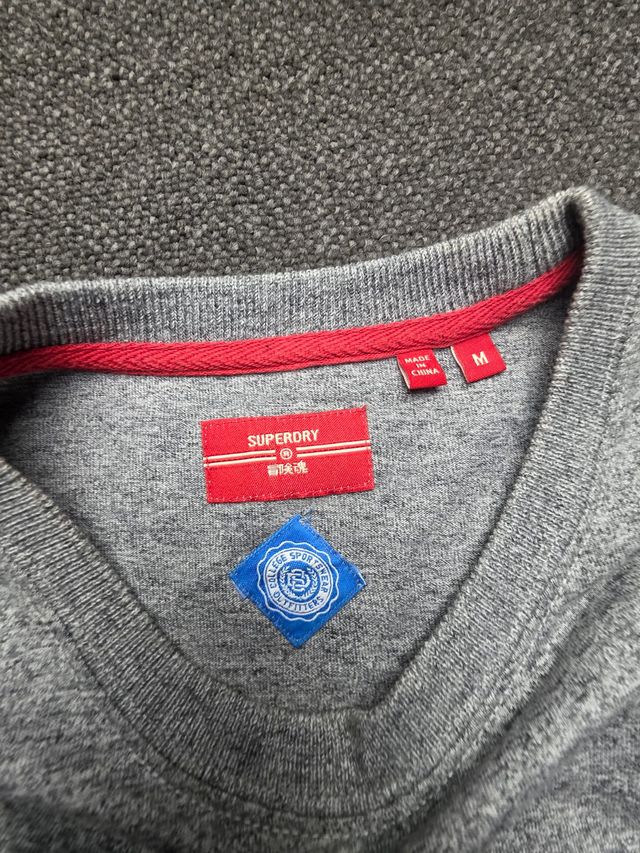 MADE
IN
CHINA
M
SUPERDRY
®
冒険魂
COLLEGE SPORTSWEAR
OUTFITTERS